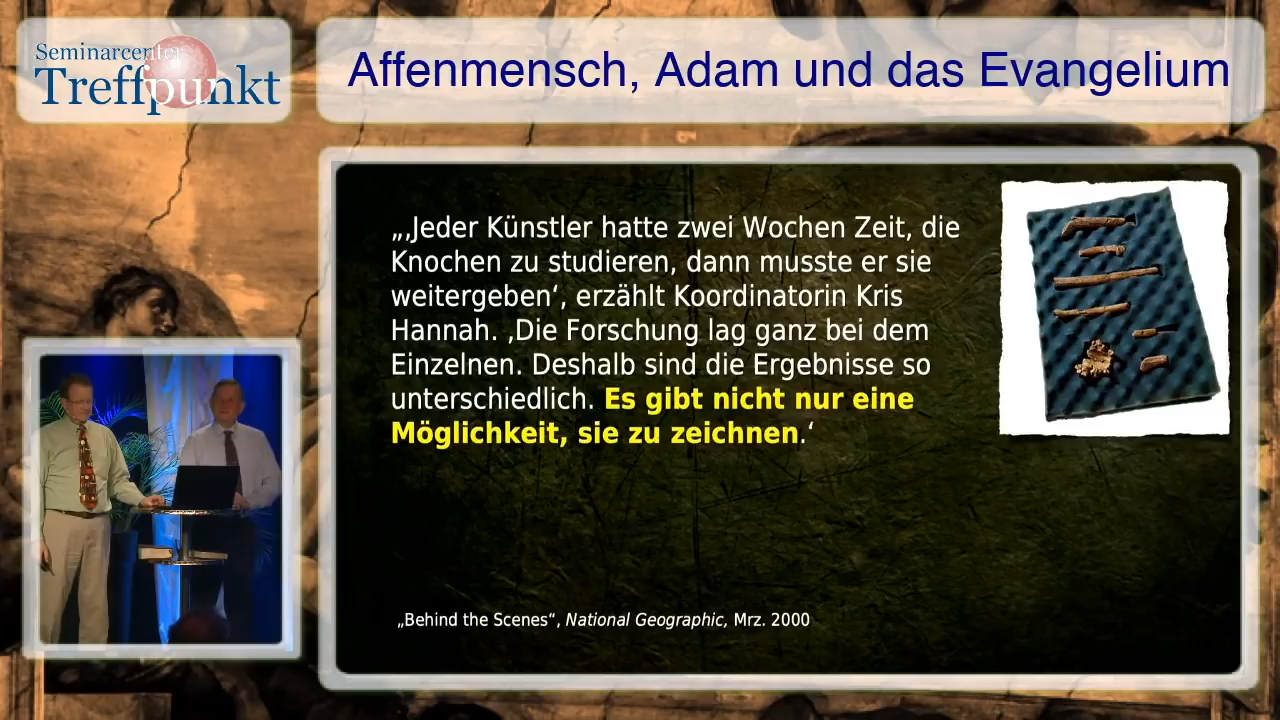 Seminarcenter
Treffpunkt
Affenmensch, Adam und das Evangelium
„‚Jeder Künstler hatte zwei Wochen Zeit, die
Knochen zu studieren, dann musste er sie
weitergeben‘, erzählt Koordinatorin Kris
Hannah. ‚Die Forschung lag ganz bei dem
Einzelnen. Deshalb sind die Ergebnisse so
unterschiedlich. Es gibt nicht nur eine
Möglichkeit, sie zu zeichnen.‘
„Behind the Scenes“, National Geographic, Mrz. 2000